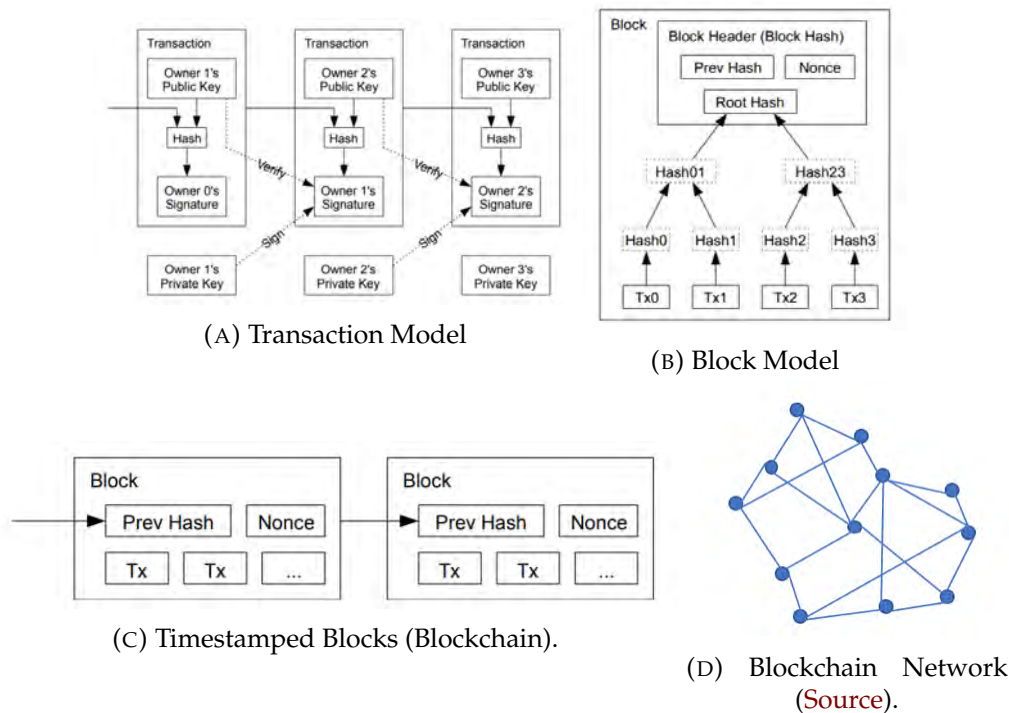 Transaction
Owner 1's
Public Key
Hash
Owner 0's
Signature
Owner 1's
Private Key
Verify
Sign
Transaction
Owner 2's
Public Key
Hash
Owner 1's
Signature
Owner 2's
Private Key
Verify
Sign
Transaction
Owner 3's
Public Key
Hash
Owner 2's
Signature
Owner 3's
Private Key
(A) Transaction Model
Block
Block Header (Block Hash)
Prev Hash Nonce
Root Hash
Hash01 Hash23
Hash0 Hash1 Hash2 Hash3
Tx0 Tx1 Tx2 Tx3
(B) Block Model
Block
Prev Hash Nonce
Tx Tx ...
Block
Prev Hash Nonce
Tx Tx ...
(C) Timestamped Blocks (Blockchain).
(D) Blockchain Network
(Source).